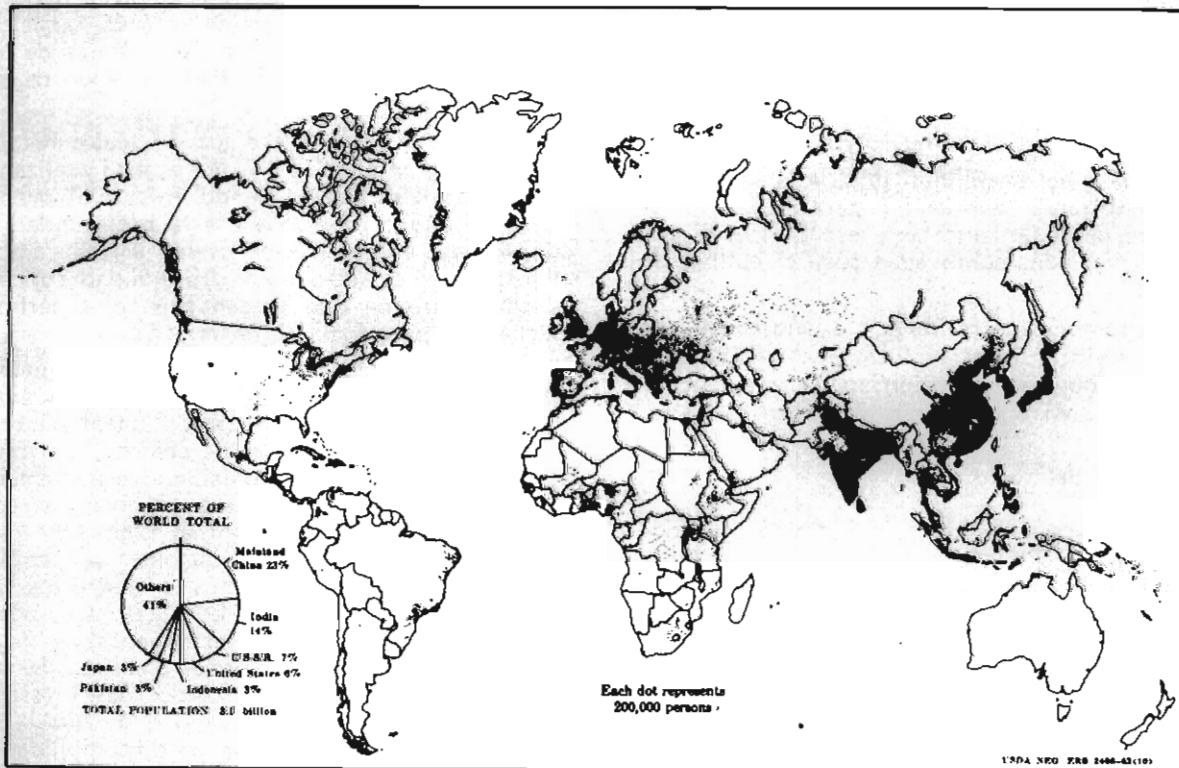 PERCENT OF
WORLD TOTAL
Mainland
China 23%
Others
41%
India
14%
U.S.S.R. 7%
United States 6%
Japan 3%
Pakistan 3%
Indonesia 3%
TOTAL POPULATION billion
Each dot represents
200,000 persons
USDA NEG. ERS